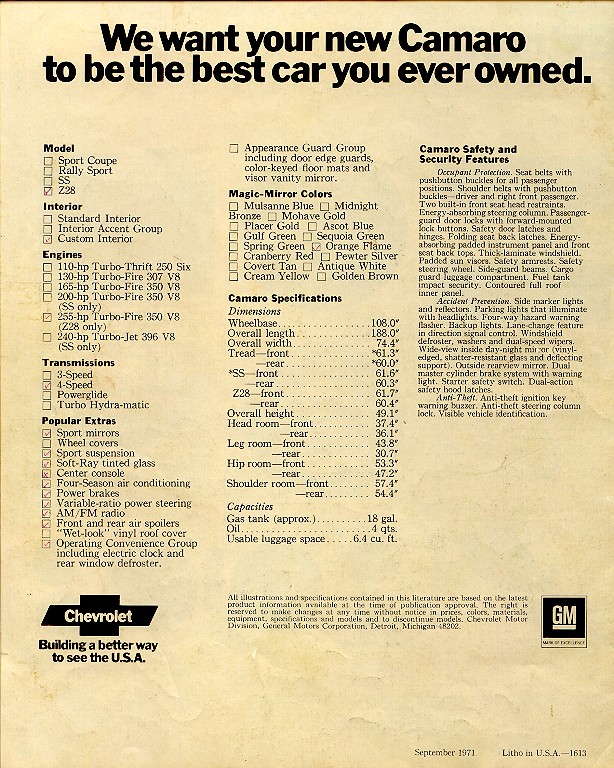 We want your new Camaro
to be the best car you ever owned.
Model
☐ Sport Coupe
☐ Rally Sport
☐ SS
☑ Z28
Interior
☐ Standard Interior
☐ Interior Accent Group
☑ Custom Interior
Engines
☐ 110-hp Turbo-Thrift 250 Six
☐ 130-hp Turbo-Fire 307 V8
☐ 165-hp Turbo-Fire 350 V8
☐ 200-hp Turbo-Fire 350 V8
(SS only)
☑ 255-hp Turbo-Fire 350 V8
(Z28 only)
☐ 240-hp Turbo-Jet 396 V8
(SS only)
Transmissions
☐ 3-Speed
☑ 4-Speed
☐ Powerglide
☐ Turbo Hydra-matic
Popular Extras
☑ Sport mirrors
☐ Wheel covers
☑ Sport suspension
☑ Soft-Ray tinted glass
☑ Center console
☑ Four-Season air conditioning
☑ Power brakes
☑ Variable-ratio power steering
☑ AM/FM radio
☑ Front and rear air spoilers
☐ "Wet-look" vinyl roof cover
☑ Operating Convenience Group
including electric clock and
rear window defroster.
☐ Appearance Guard Group
including door edge guards,
color-keyed floor mats and
visor vanity mirror.
Magic-Mirror Colors
☐ Mulsanne Blue ☐ Midnight
Bronze ☐ Mohave Gold
☐ Placer Gold ☐ Ascot Blue
☐ Gulf Green ☐ Sequoia Green
☐ Spring Green ☑ Orange Flame
☐ Cranberry Red ☐ Pewter Silver
☐ Covert Tan ☐ Antique White
☐ Cream Yellow ☐ Golden Brown
Camaro Specifications
Dimensions
Wheelbase . . . . . . . . . . 108.0"
Overall length . . . . . . . . . . 188.0"
Overall width . . . . . . . . . . 74.4"
Tread—front . . . . . . . . . . *61.3"
—rear . . . . . . . . . . *60.0"
*SS—front . . . . . . . . . . 61.6"
—rear . . . . . . . . . . 60.3"
Z28—front . . . . . . . . . . 61.7"
—rear . . . . . . . . . . 60.4"
Overall height . . . . . . . . . . 49.1"
Head room—front . . . . . . . . . . 37.4"
—rear . . . . . . . . . . 36.1"
Leg room—front . . . . . . . . . . 43.8"
—rear . . . . . . . . . . 30.7"
Hip room—front . . . . . . . . . . 53.3"
—rear . . . . . . . . . . 47.2"
Shoulder room—front . . . . . . . . 57.4"
—rear . . . . . . . . . . 54.4"
Capacities
Gas tank (approx.) . . . . . . . . . . 18 gal.
Oil . . . . . . . . . . 4 qts.
Usable luggage space . . . . . 6.4 cu. ft.
Camaro Safety and
Security Features
Occupant Protection. Seat belts with
pushbutton buckles for all passenger
positions. Shoulder belts with pushbutton
buckles—driver and right front passenger.
Two built-in front seat head restraints.
Energy-absorbing steering column. Passenger-
guard door locks with forward-mounted
lock buttons. Safety door latches and
hinges. Folding seat back latches. Energy-
absorbing padded instrument panel and front
seat back tops. Thick-laminate windshield.
Padded sun visors. Safety armrests. Safety
steering wheel. Side-guard beams. Cargo-
guard luggage compartment. Fuel tank
impact security. Contoured full roof
inner panel.
Accident Prevention. Side marker lights
and reflectors. Parking lights that illuminate
with headlights. Four-way hazard warning
flasher. Backup lights. Lane-change feature
in direction signal control. Windshield
defroster, washers and dual-speed wipers.
Wide-view inside day-night mirror (vinyl-
edged, shatter-resistant glass and deflecting
support). Outside rearview mirror. Dual
master cylinder brake system with warning
light. Starter safety switch. Dual-action
safety hood latches.
Anti-Theft. Anti-theft ignition key
warning buzzer. Anti-theft steering column
lock. Visible vehicle identification.
Chevrolet
Building a better way
to see the U.S.A.
All illustrations and specifications contained in this literature are based on the latest
product information available at the time of publication approval. The right is
reserved to make changes at any time without notice in prices, colors, materials,
equipment, specifications and models and to discontinue models. Chevrolet Motor
Division, General Motors Corporation, Detroit, Michigan 48202.
GM
MARK OF EXCELLENCE
September 1971 Litho in U.S.A.—1613